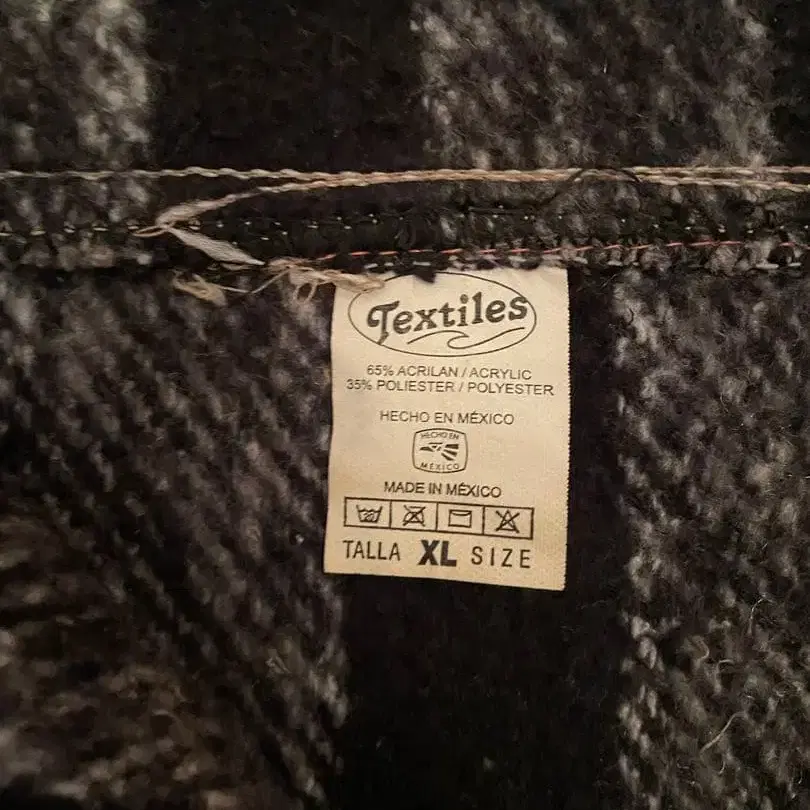 Textiles
65% ACRILAN / ACRYLIC
35% POLIESTER / POLYESTER
HECHO EN MÉXICO
HECHO EN
MÉXICO
MADE IN MÉXICO
TALLA XL SIZE